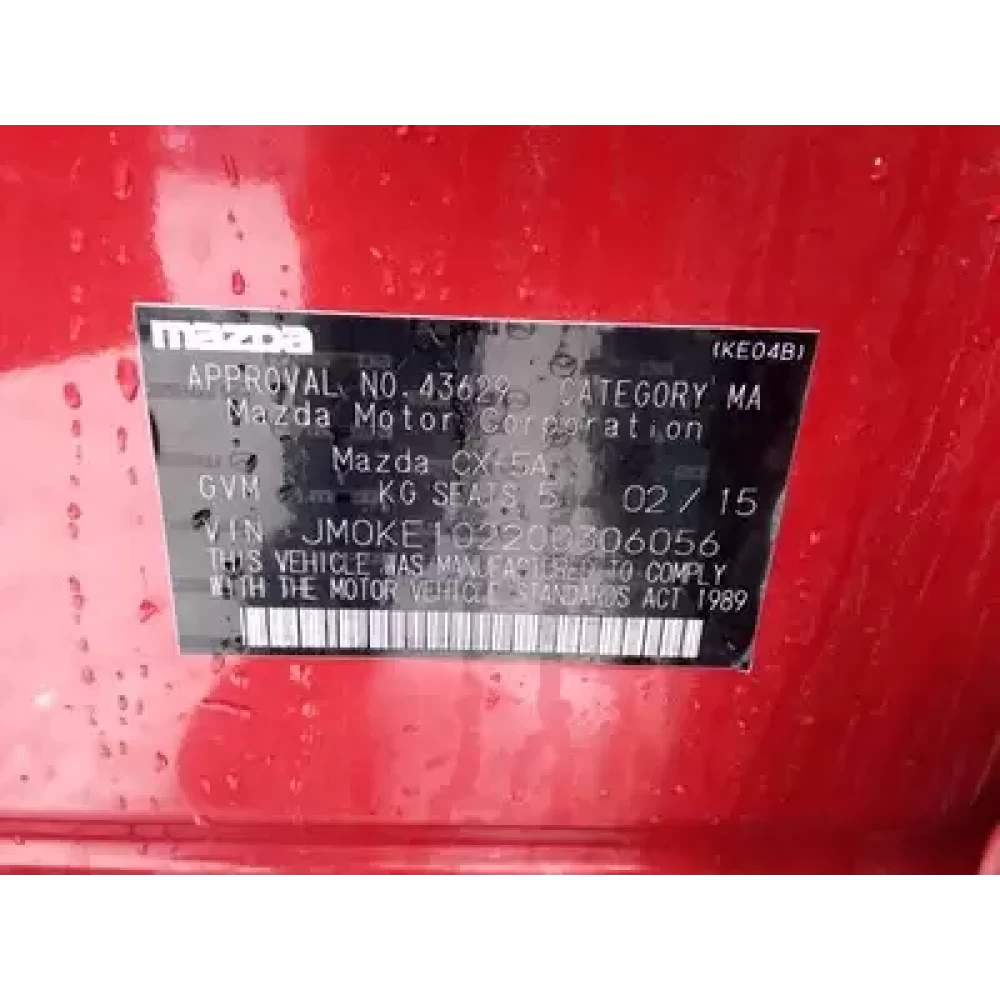 mazda
(KE04B)
APPROVAL NO. 43629 CATEGORY MA
Mazda Motor Corporation
Mazda CX-5A
GVM KG SEATS 5 02/15
VIN JM0KE102200306056
THIS VEHICLE WAS MANUFACTURED TO COMPLY
WITH THE MOTOR VEHICLE STANDARDS ACT 1989